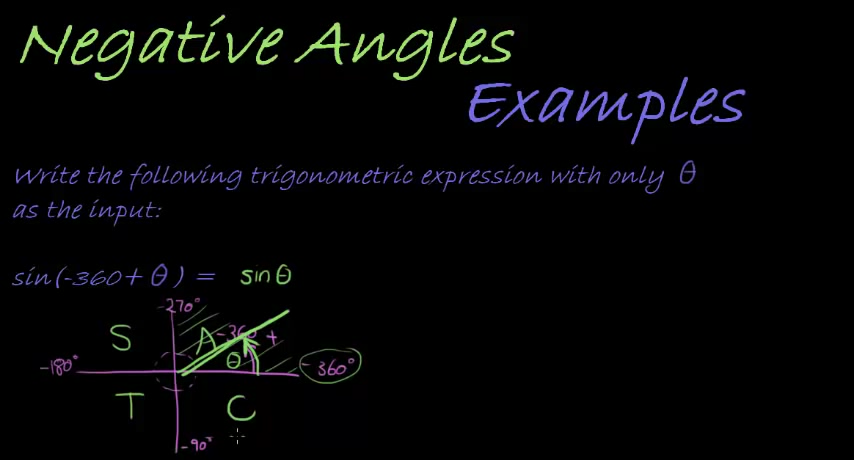 Negative Angles
Examples
Write the following trigonometric expression with only θ
as the input:
sin(-360+θ) = sinθ
-270°
S
A
-360° +
θ
-180°
-360°
T
C
-90°